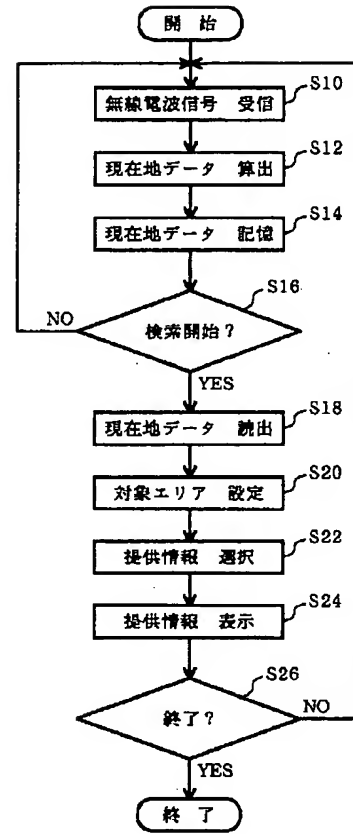 開 始
S10
無線電波信号 受信
S12
現在地データ 算出
S14
現在地データ 記憶
S16
検索開始?
NO
YES
S18
現在地データ 読出
S20
対象エリア 設定
S22
提供情報 選択
S24
提供情報 表示
S26
終了?
NO
YES
終 了